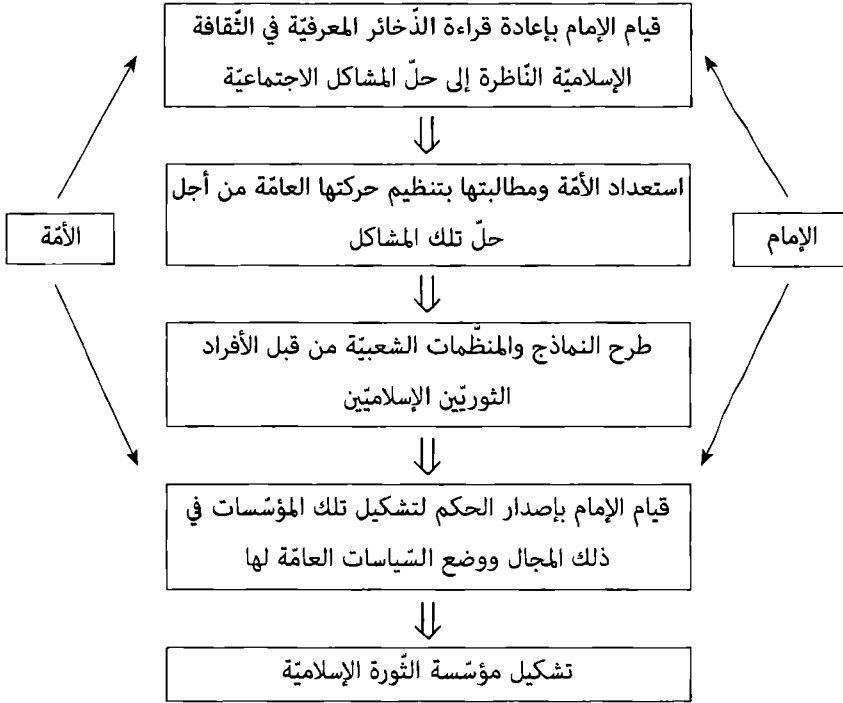 قيام الإمام بإعادة قراءة الذّخائر المعرفيّة في الثّقافة
الإسلاميّة النّاظرة إلى حلّ المشاكل الاجتماعيّة
استعداد الأمّة ومطالبتها بتنظيم حركتها العامّة من أجل
حلّ تلك المشاكل
الإمام
الأمّة
طرح النماذج والمنظّمات الشعبيّة من قبل الأفراد
الثوريّين الإسلاميّين
قيام الإمام بإصدار الحكم لتشكيل تلك المؤسّسات في
ذلك المجال ووضع السّياسات العامّة لها
تشكيل مؤسّسة الثّورة الإسلاميّة